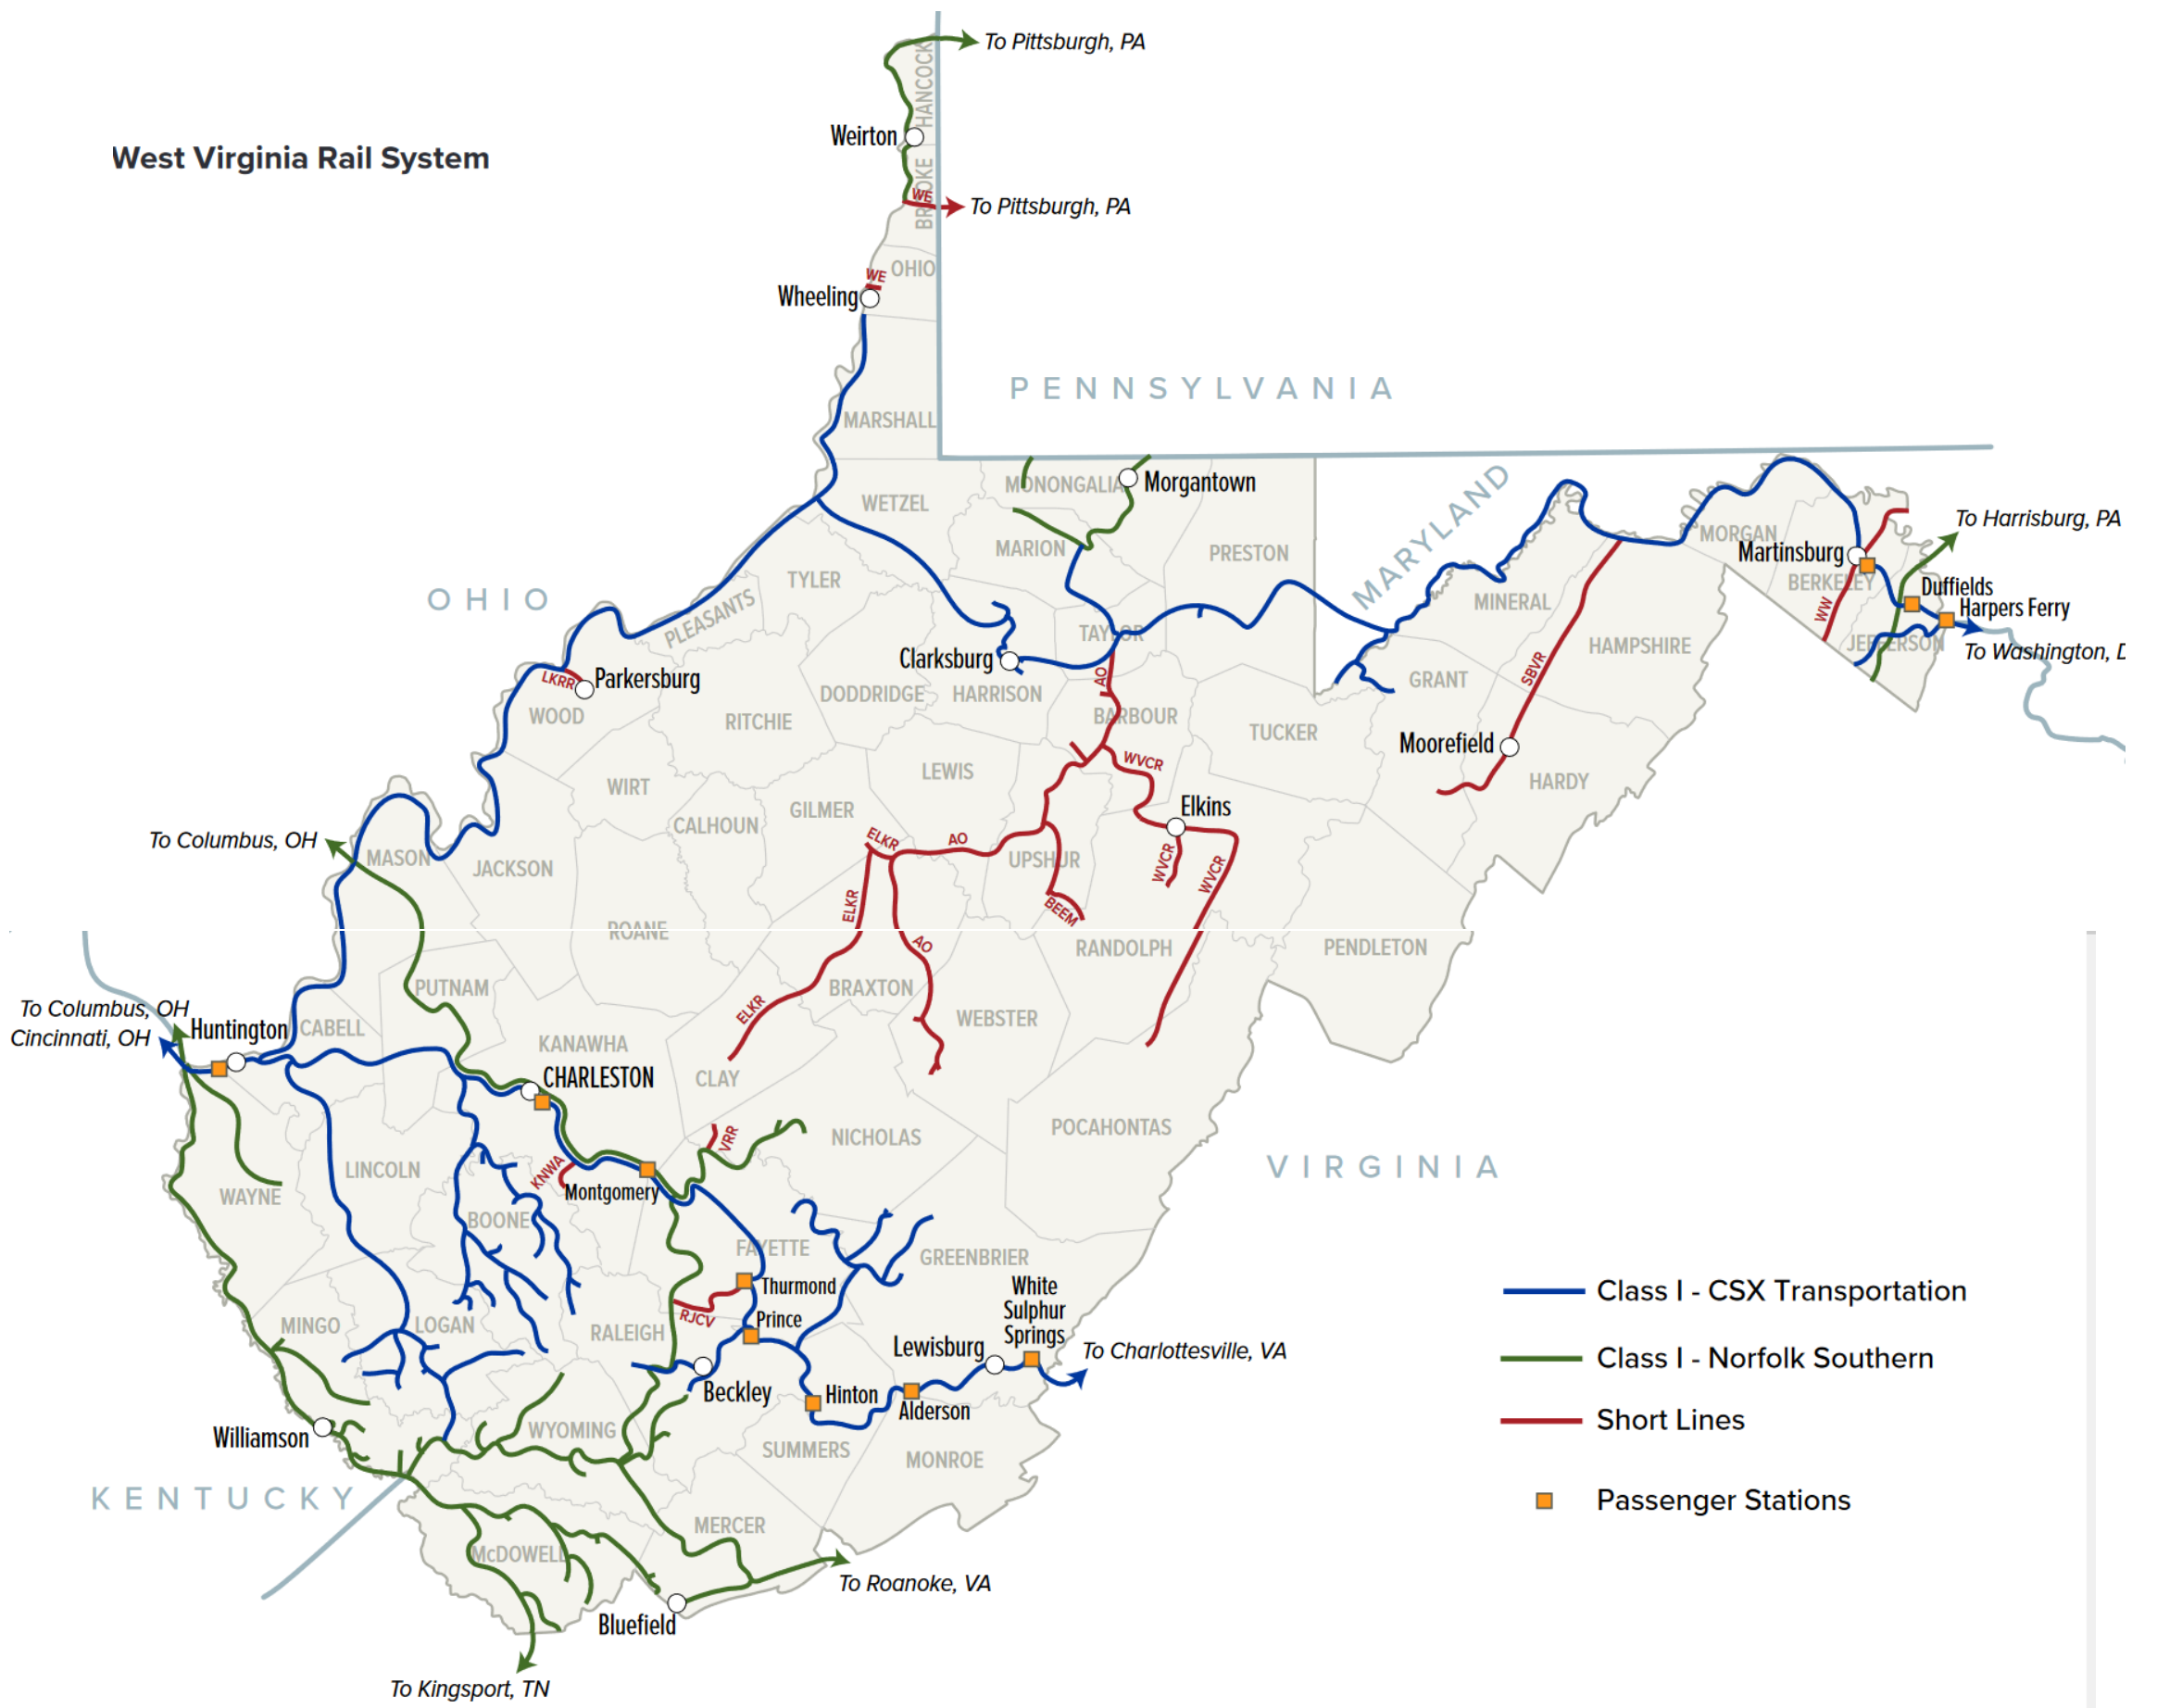 To Pittsburgh, PA
HANCOCK
Weirton
West Virginia Rail System
BROOKE
WE
To Pittsburgh, PA
OHIO
WE
Wheeling
PENNSYLVANIA
MARSHALL
MONONGALIA
Morgantown
WETZEL
MARYLAND
MORGAN
To Harrisburg, PA
MARION
PRESTON
Martinsburg
BERKELEY
TYLER
Duffields
OHIO
PLEASANTS
MINERAL
WW
Harpers Ferry
TAYLOR
JEFFERSON
HAMPSHIRE
To Washington, D
Clarksburg
AO
SBVR
LKRR
Parkersburg
DODDRIDGE
HARRISON
GRANT
WOOD
RITCHIE
BARBOUR
TUCKER
Moorefield
WVCR
LEWIS
WIRT
HARDY
GILMER
Elkins
CALHOUN
To Columbus, OH
ELKR
AO
MASON
JACKSON
UPSHUR
WVCR
WVCR
ELKR
BEEM
ROANE
AO
RANDOLPH
PENDLETON
PUTNAM
BRAXTON
To Columbus, OH
ELKR
WEBSTER
Huntington
CABELL
Cincinnati, OH
KANAWHA
CHARLESTON
CLAY
POCAHONTAS
VRR
NICHOLAS
LINCOLN
KNWA
VIRGINIA
WAYNE
Montgomery
BOONE
FAYETTE
GREENBRIER
Thurmond
White
Sulphur
Springs
Class I - CSX Transportation
RJCV
Prince
MINGO
LOGAN
RALEIGH
Lewisburg
To Charlottesville, VA
Class I - Norfolk Southern
Beckley
Hinton
Alderson
Short Lines
Williamson
WYOMING
SUMMERS
MONROE
KENTUCKY
Passenger Stations
MERCER
McDOWELL
To Roanoke, VA
Bluefield
To Kingsport, TN